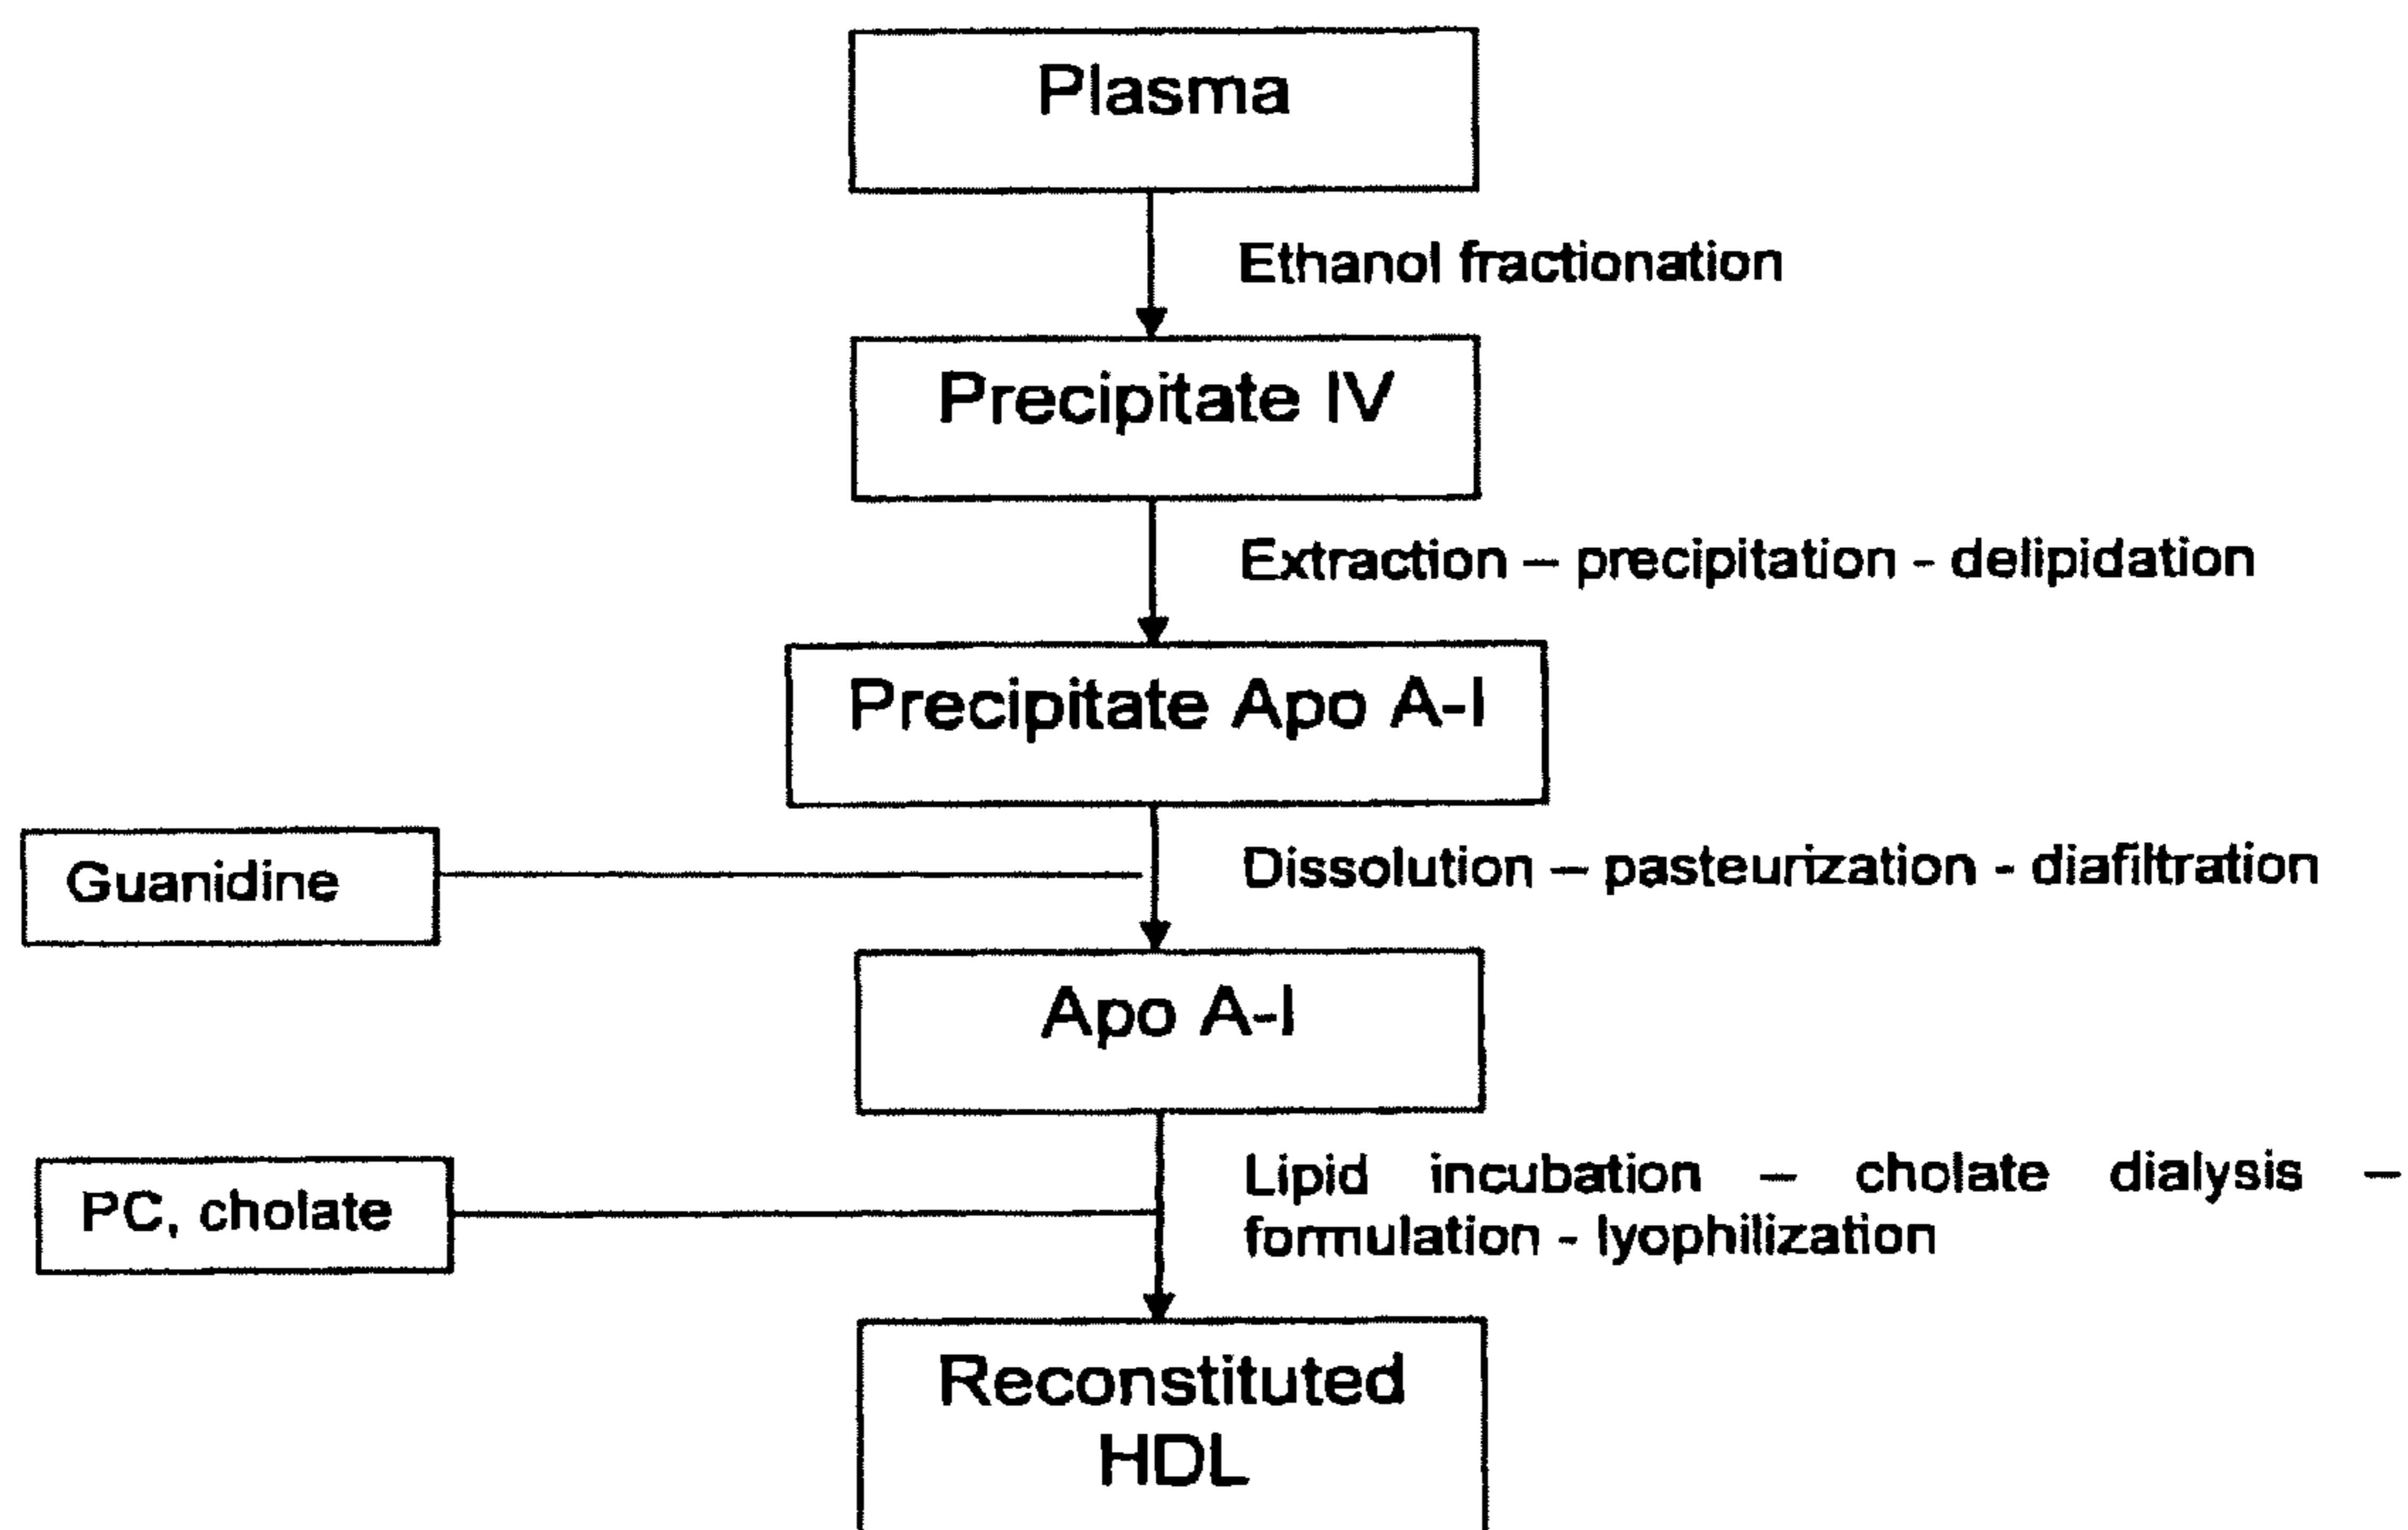 Plasma
Ethanol fractionation
Precipitate IV
Extraction – precipitation - delipidation
Precipitate Apo A-I
Guanidine
Dissolution – pasteurization - diafiltration
Apo A-I
PC, cholate
Lipid incubation – cholate dialysis –
formulation - lyophilization
Reconstituted
HDL